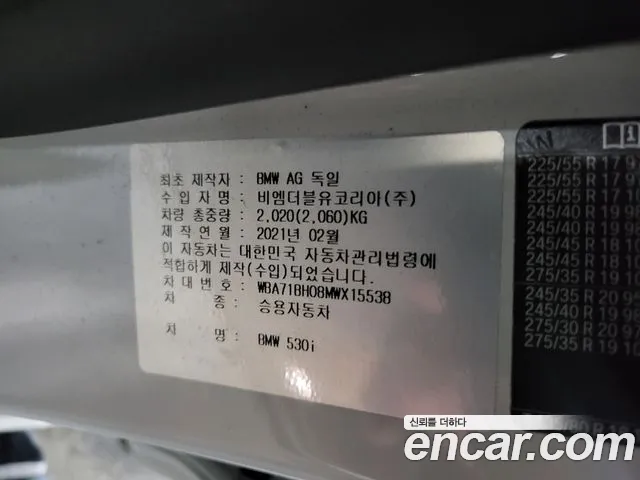 최초 제작자 : BMW AG 독일
수 입 자 명 : 비엠더블유코리아(주)
차량 총중량 : 2,020(2,060)KG
제 작 연 월 : 2021년 02월
이 자동차는 대한민국 자동차관리법령에
적합하게 제작(수입)되었습니다.
차 대 번 호 : WBA71BH08MWX15538
차 종 : 승용자동차
차 명 : BMW 530i
225/55 R 17
225/55 R 17
225/55 R 17
245/40 R 19
245/40 R 19
245/45 R 18
245/45 R 18
275/35 R 19
245/35 R 20
245/40 R 19
275/30 R 20
275/35 R 19
신뢰를 더하다
encar.com